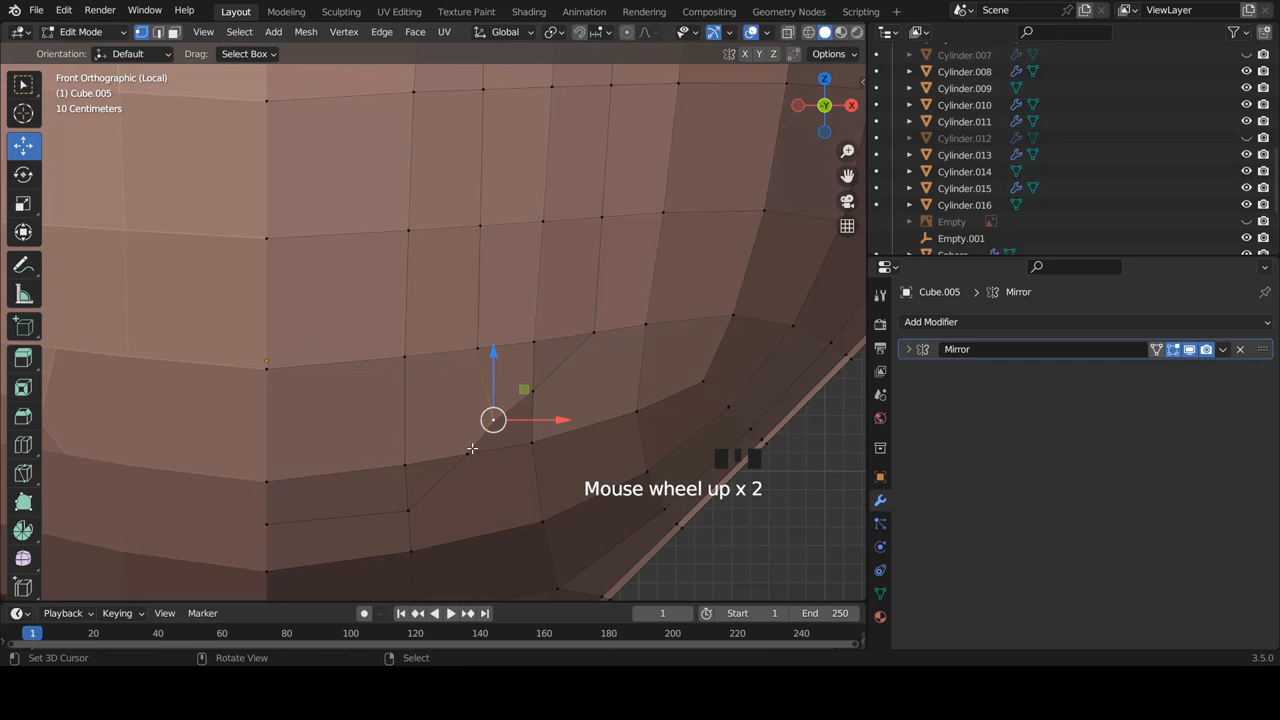 File Edit Render Window Help Layout Modeling Sculpting UV Editing Texture Paint Shading Animation Rendering Compositing Geometry Nodes Scripting Scene ViewLayer
Edit Mode View Select Add Mesh Vertex Edge Face UV Global
Orientation: Default Drag: Select Box X Y Z Options
Front Orthographic (Local)
(1) Cube.005
10 Centimeters
Z
X
-Y
Cylinder.007
Cylinder.008
Cylinder.009
Cylinder.010
Cylinder.011
Cylinder.012
Cylinder.013
Cylinder.014
Cylinder.015
Cylinder.016
Empty
Empty.001
Cube.005 > Mirror
Add Modifier
Mirror
Mouse wheel up x 2
Playback Keying View Marker 1 Start 1 End 250
1 20 40 60 80 100 120 140 160 180 200 220 240
Set 3D Cursor Rotate View Select 3.5.0